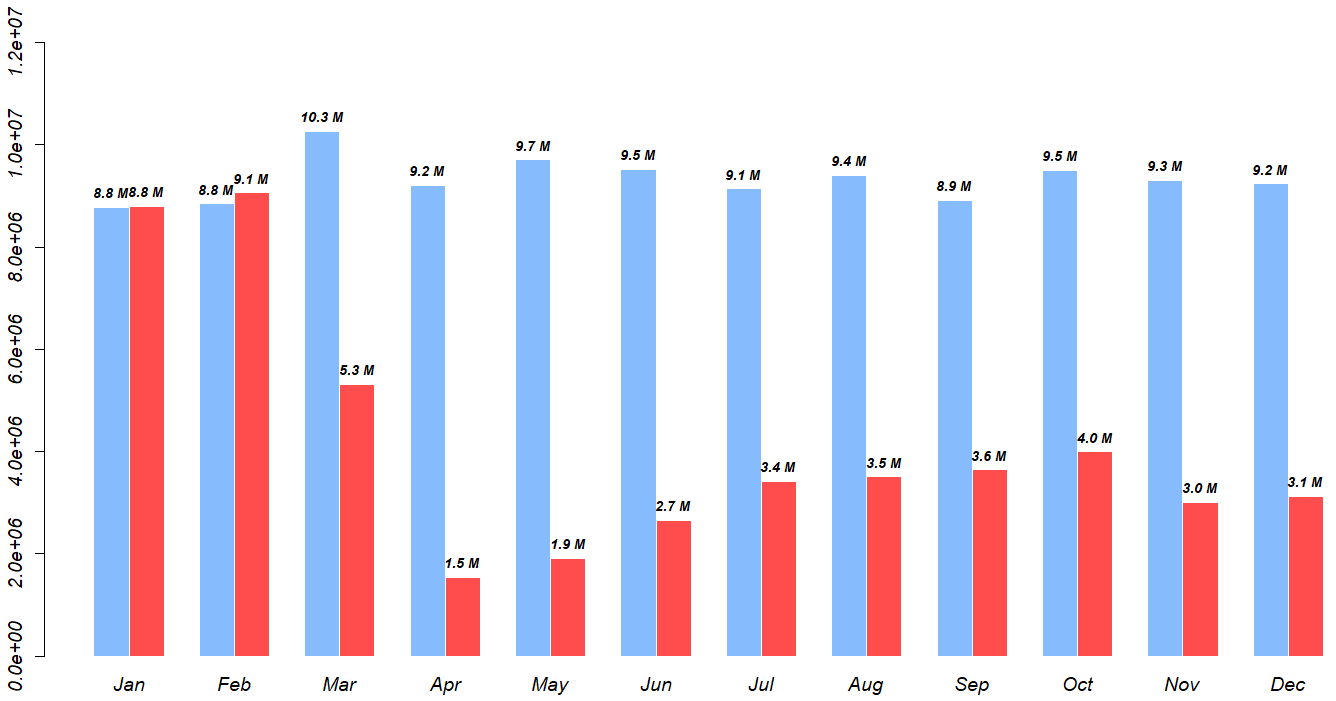 1.2e+07
1.0e+07
8.0e+06
6.0e+06
4.0e+06
2.0e+06
0.0e+00
8.8 M 8.8 M
8.8 M 9.1 M
10.3 M 5.3 M
9.2 M 1.5 M
9.7 M 1.9 M
9.5 M 2.7 M
9.1 M 3.4 M
9.4 M 3.5 M
8.9 M 3.6 M
9.5 M 4.0 M
9.3 M 3.0 M
9.2 M 3.1 M
Jan Feb Mar Apr May Jun Jul Aug Sep Oct Nov Dec